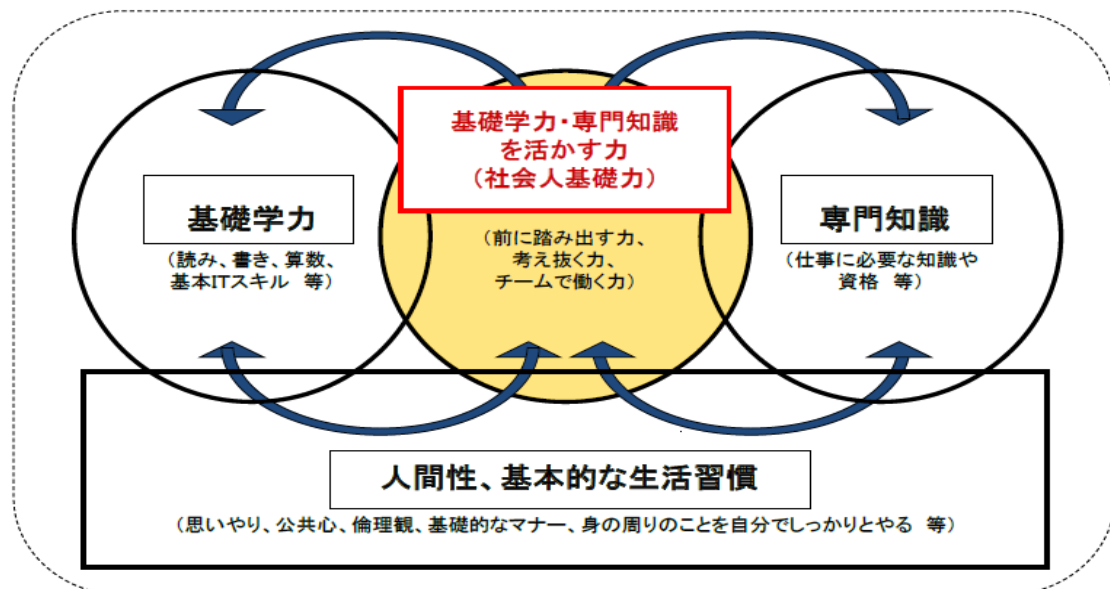 基礎学力・専門知識
を活かす力
（社会人基礎力）
基礎学力
（読み、書き、算数、
基本ITスキル　等）
（前に踏み出す力、
考え抜く力、
チームで働く力）
専門知識
（仕事に必要な知識や
資格　等）
人間性、基本的な生活習慣
（思いやり、公共心、倫理観、基礎的なマナー、身の周りのことを自分でしっかりとやる　等）